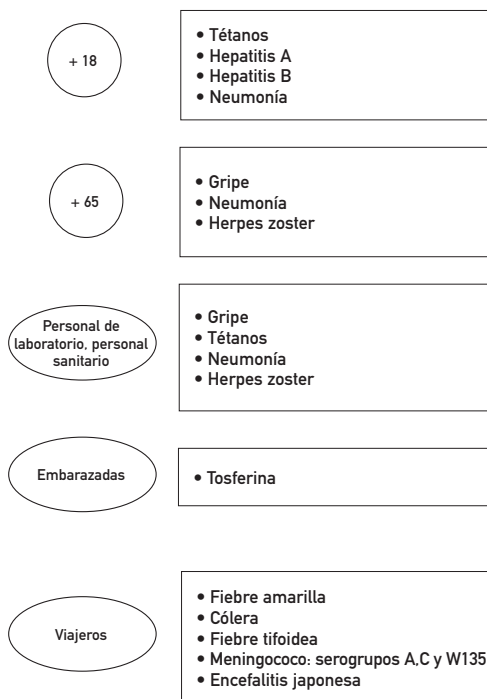 + 18
• Tétanos
• Hepatitis A
• Hepatitis B
• Neumonía
+ 65
• Gripe
• Neumonía
• Herpes zoster
Personal de
laboratorio, personal
sanitario
• Gripe
• Tétanos
• Neumonía
• Herpes zoster
Embarazadas
• Tosferina
Viajeros
• Fiebre amarilla
• Cólera
• Fiebre tifoidea
• Meningococo: serogrupos A,C y W135
• Encefalitis japonesa